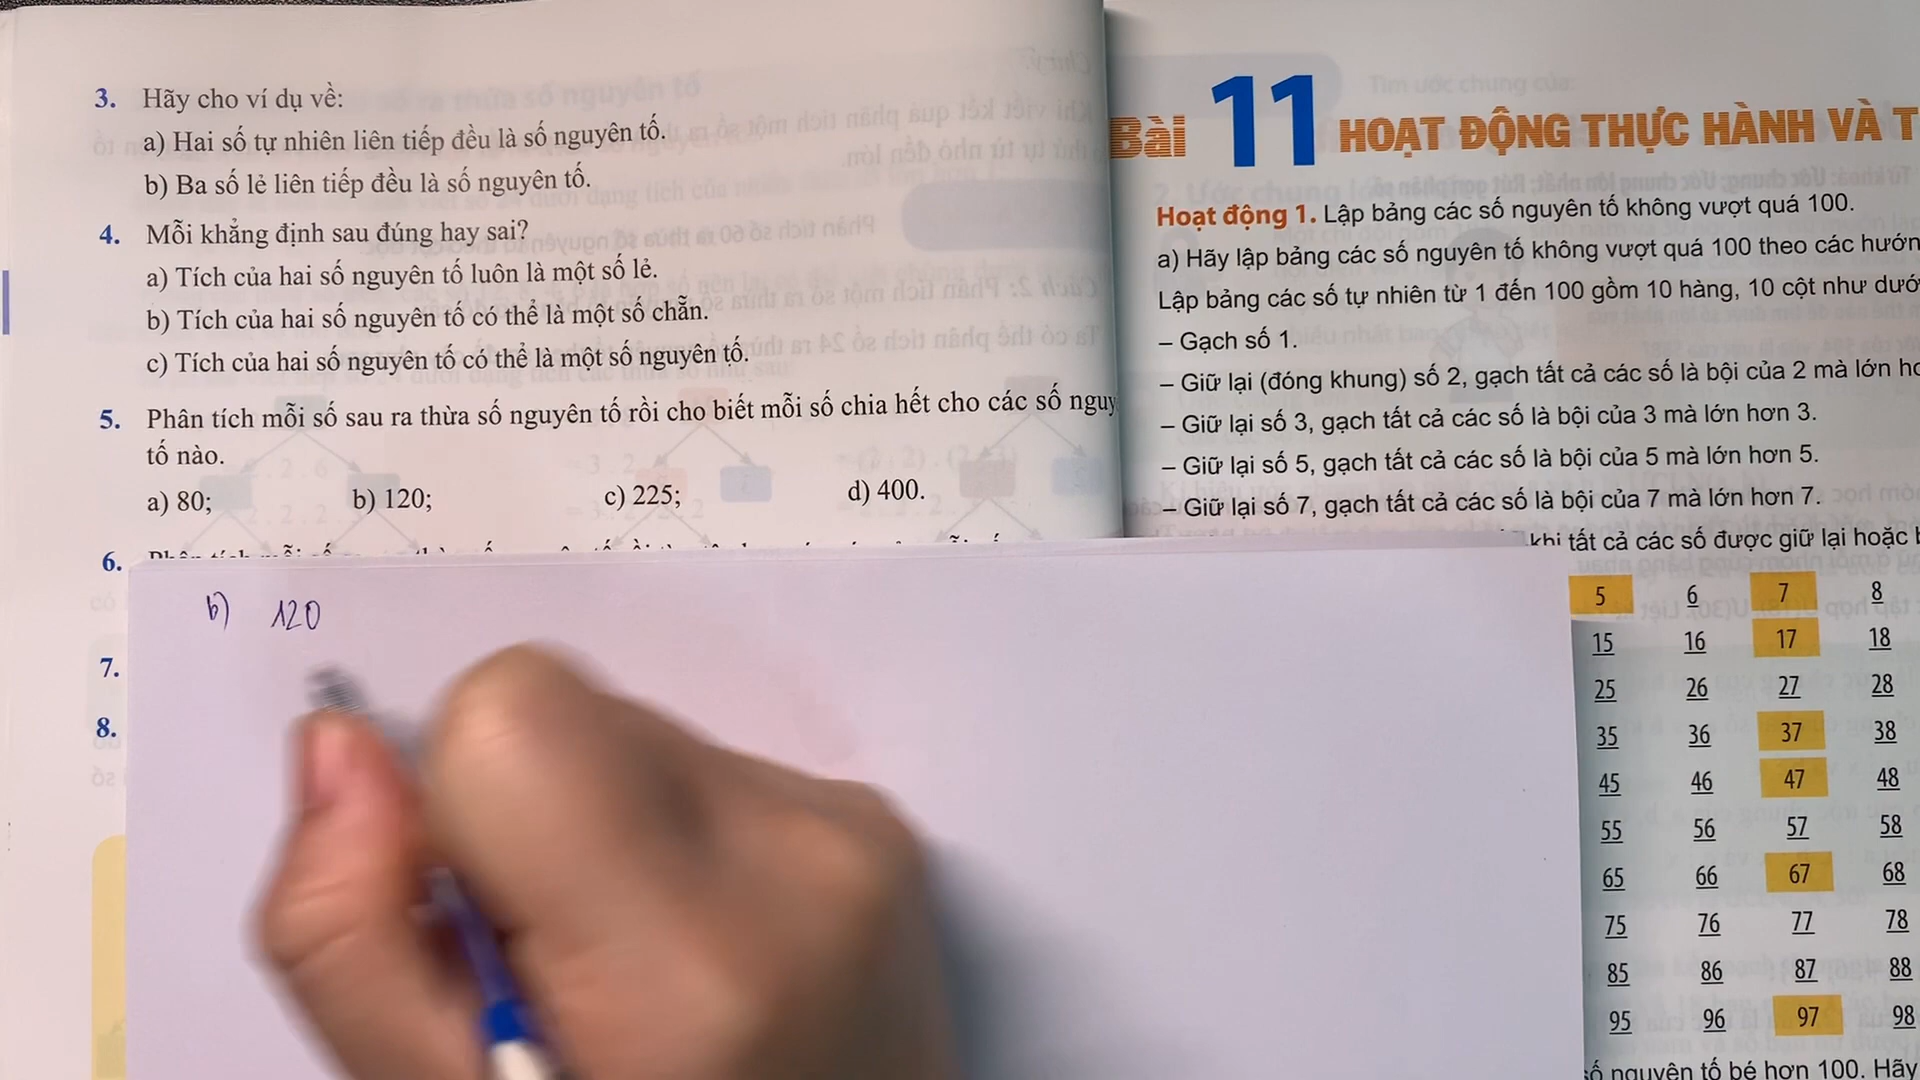 3. Hãy cho ví dụ về:
a) Hai số tự nhiên liên tiếp đều là số nguyên tố.
b) Ba số lẻ liên tiếp đều là số nguyên tố.
4. Mỗi khẳng định sau đúng hay sai?
a) Tích của hai số nguyên tố luôn là một số lẻ.
b) Tích của hai số nguyên tố có thể là một số chẵn.
c) Tích của hai số nguyên tố có thể là một số nguyên tố.
5. Phân tích mỗi số sau ra thừa số nguyên tố rồi cho biết mỗi số chia hết cho các số nguy
tố nào.
a) 80; b) 120; c) 225; d) 400.
6.
7.
8.
b) 120
Bài 11 HOẠT ĐỘNG THỰC HÀNH VÀ T
Hoạt động 1. Lập bảng các số nguyên tố không vượt quá 100.
a) Hãy lập bảng các số nguyên tố không vượt quá 100 theo các hướn
Lập bảng các số tự nhiên từ 1 đến 100 gồm 10 hàng, 10 cột như dướ
– Gạch số 1.
– Giữ lại (đóng khung) số 2, gạch tất cả các số là bội của 2 mà lớn hơ
– Giữ lại số 3, gạch tất cả các số là bội của 3 mà lớn hơn 3.
– Giữ lại số 5, gạch tất cả các số là bội của 5 mà lớn hơn 5.
– Giữ lại số 7, gạch tất cả các số là bội của 7 mà lớn hơn 7.
khi tất cả các số được giữ lại hoặc
5 6 7 8
15 16 17 18
25 26 27 28
35 36 37 38
45 46 47 48
55 56 57 58
65 66 67 68
75 76 77 78
85 86 87 88
95 96 97 98
số nguyên tố bé hơn 100. Hãy